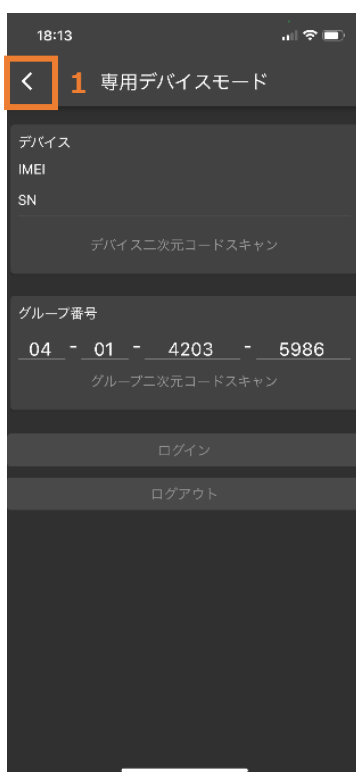 18:13
1 専用デバイスモード
デバイス
IMEI
SN
デバイス二次元コードスキャン
グループ番号
04 - 01 - 4203 - 5986
グループ二次元コードスキャン
ログイン
ログアウト